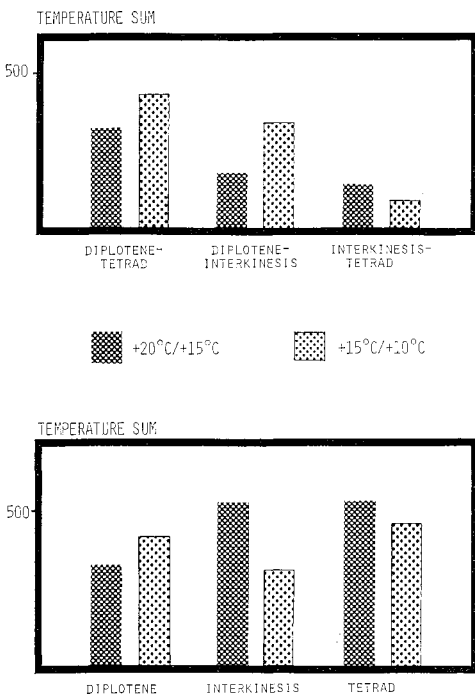 TEMPERATURE SUM
500
DIPLOTENE-
TETRAD
DIPLOTENE-
INTERKINESIS
INTERKINESIS-
TETRAD
+20°C/+15°C
+15°C/+10°C
TEMPERATURE SUM
500
DIPLOTENE
INTERKINESIS
TETRAD